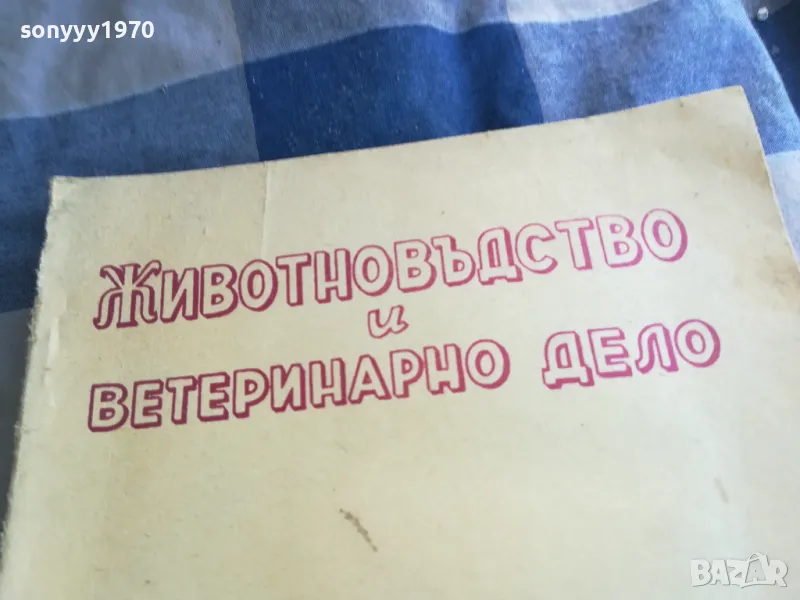 sonyyy1970
ЖИВОТНОВЪДСТВО
и
ВЕТЕРИНАРНО ДЕЛО
BAZAR